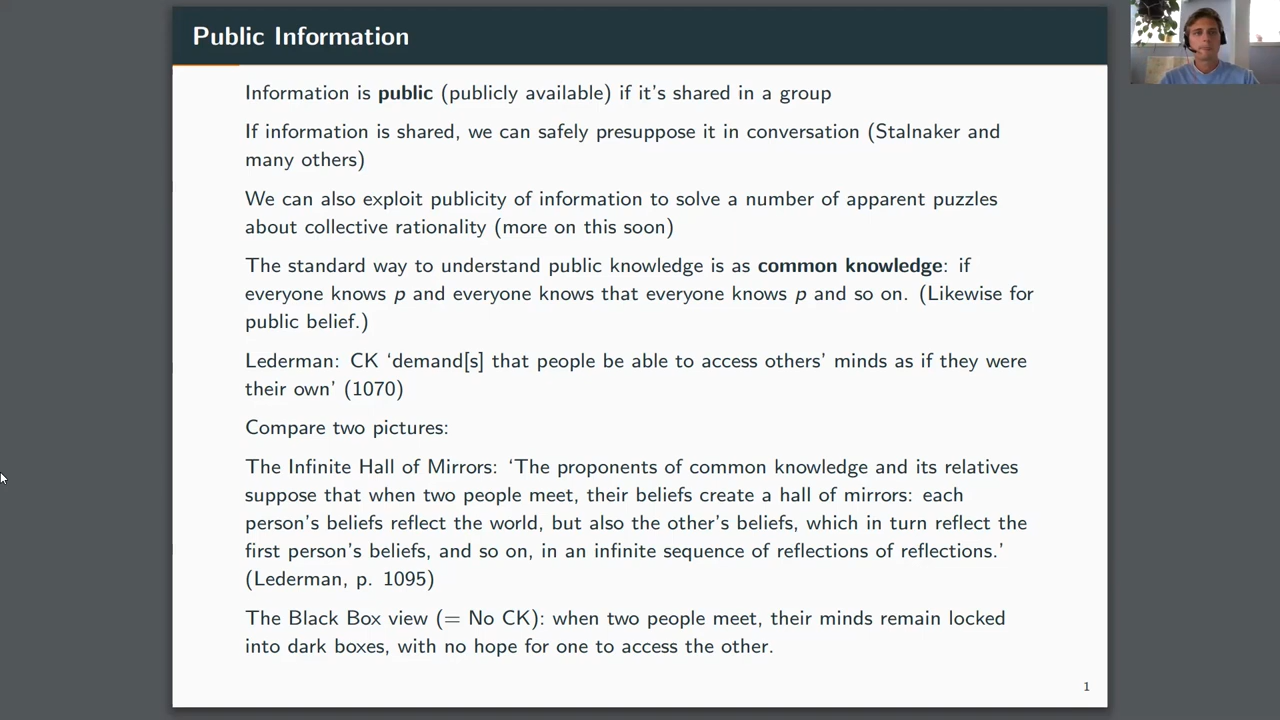 Public Information
Information is public (publicly available) if it's shared in a group
If information is shared, we can safely presuppose it in conversation (Stalnaker and
many others)
We can also exploit publicity of information to solve a number of apparent puzzles
about collective rationality (more on this soon)
The standard way to understand public knowledge is as common knowledge: if
everyone knows p and everyone knows that everyone knows p and so on. (Likewise for
public belief.)
Lederman: CK ‘demand[s] that people be able to access others’ minds as if they were
their own’ (1070)
Compare two pictures:
The Infinite Hall of Mirrors: ‘The proponents of common knowledge and its relatives
suppose that when two people meet, their beliefs create a hall of mirrors: each
person’s beliefs reflect the world, but also the other’s beliefs, which in turn reflect the
first person’s beliefs, and so on, in an infinite sequence of reflections of reflections.’
(Lederman, p. 1095)
The Black Box view (= No CK): when two people meet, their minds remain locked
into dark boxes, with no hope for one to access the other.
1